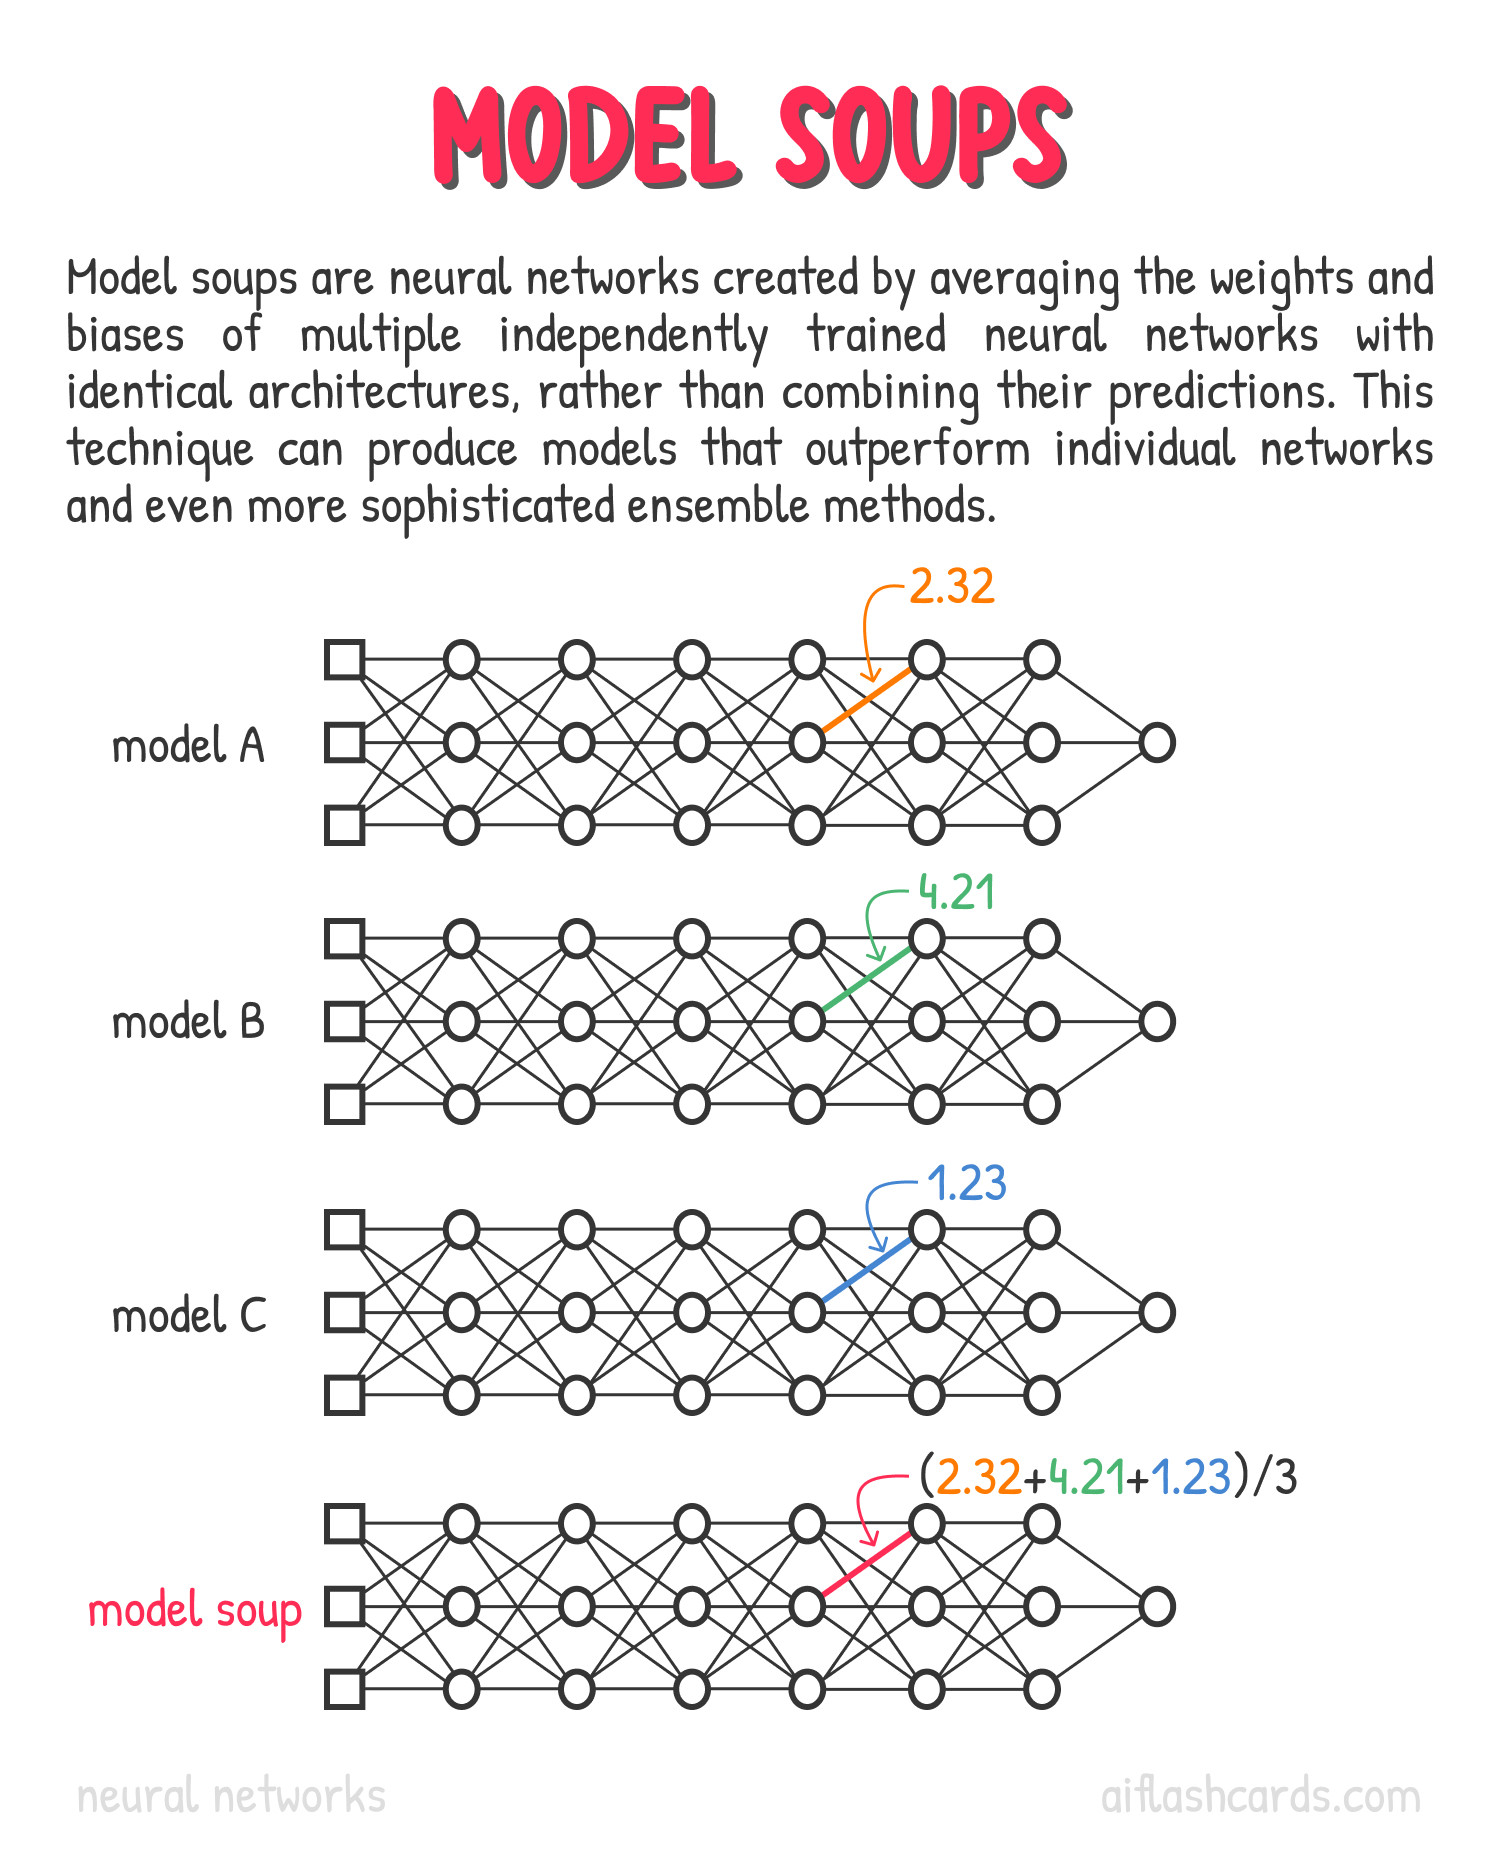 MODEL SOUPS
Model soups are neural networks created by averaging the weights and
biases of multiple independently trained neural networks with
identical architectures, rather than combining their predictions. This
technique can produce models that outperform individual networks
and even more sophisticated ensemble methods.
2.32
model A
4.21
model B
1.23
model C
(2.32+4.21+1.23)/3
model soup
neural networks
aiflashcards.com